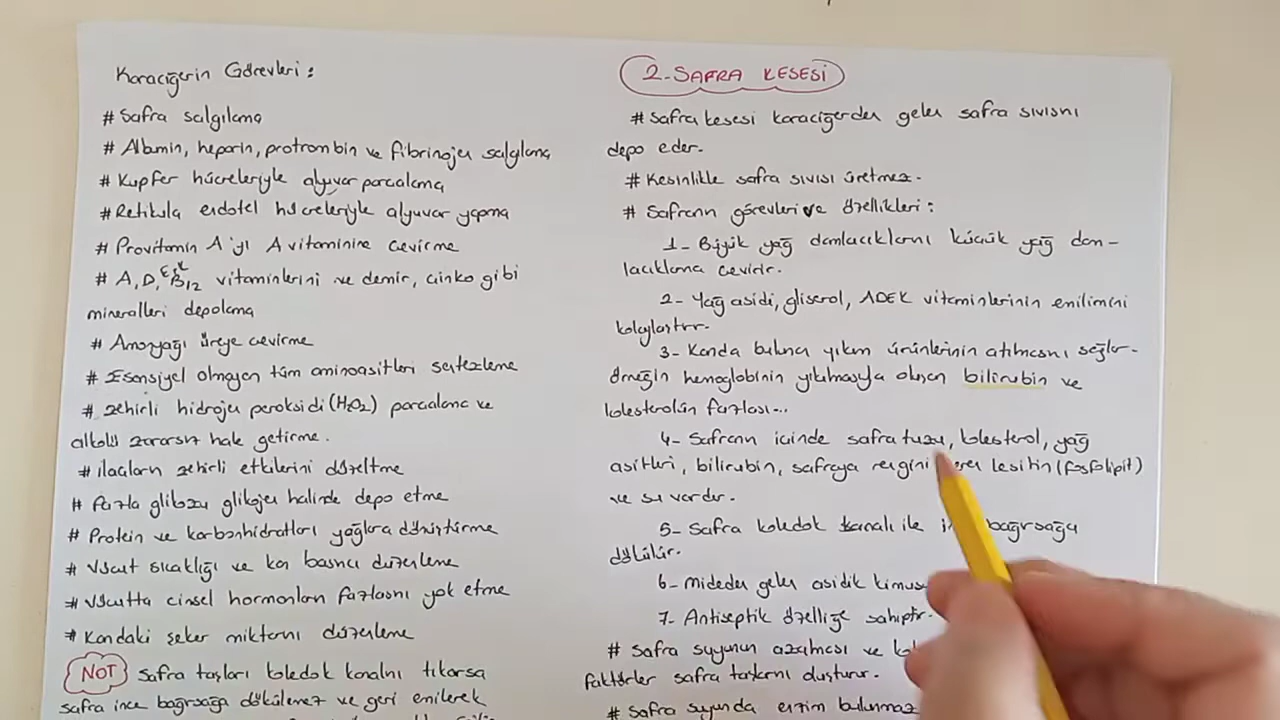 Karaciğerin Görevleri:
# Safra salgılama
# Albumin, heparin, protrombin ve fibrinojen salgılama
# Kupfer hücreleriyle alyuvar parçalama
# Retikula endotel hücreleriyle alyuvar yapma
# Provitamin A'yı A vitaminine çevirme
# A, D, E, K, B12 vitaminlerini ve demir, çinko gibi
mineralleri depolama
# Amonyağı üreye çevirme
# Esansiyel olmayan tüm aminoasitleri sentezleme
# Zehirli hidrojen peroksidi (H2O2) parçalama ve
alkolü zararsız hale getirme.
# ilaçların zehirli etkilerini düzeltme
# Fazla glikozu glikojen halinde depo etme
# Protein ve karbonhidratları yağlara dönüştürme
# Vücut sıcaklığı ve kan basıncı düzenleme
# Vücutta cinsel hormonların fazlasını yok etme
# Kandaki şeker miktarını düzenleme
NOT Safra taşları koledok kanalını tıkarsa
safra ince bağırsağa dökülemez ve geri emilerek
2-SAFRA KESESİ
# Safra kesesi karaciğerden gelen safra sıvısını
depo eder.
# Kesinlikle safra sıvısı üretmez.
# Safranın görevleri ve özellikleri:
1- Büyük yağ damlacıklarını küçük yağ dam-
lacıklarına çevirir.
2- Yağ asidi, gliserol, ADEK vitaminlerinin emilimini
kolaylaştırır.
3- Kanda bulunan yıkım ürünlerinin atılmasını sağlar.
Örneğin hemoglobinin yıkılmasıyla oluşan bilirubin ve
kolesterolün fazlası...
4- Safranın içinde safra tuzu, kolesterol, yağ
asitleri, bilirubin, safraya rengini lesitin (fosfolipit)
ve su vardır.
5- Safra koledok kanalı ile bağırsağa
dökülür.
6- Mideden gelen asidik
7- Antiseptik özelliğe sahiptir.
# Safra suyunun azalması ve
faktörler safra taşlarını oluşturur.
# Safra suyunda enzim bulunmaz